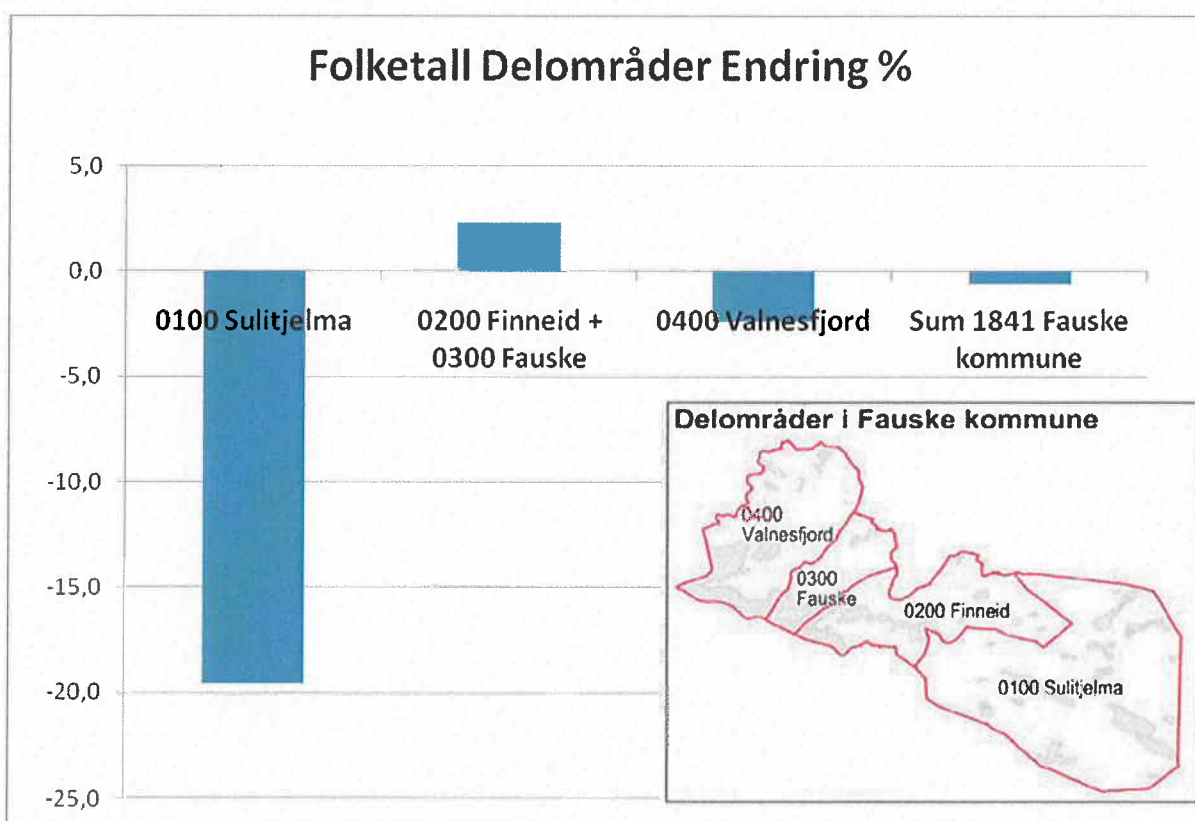 Folketall Delområder Endring %
5,0
0,0
-5,0
-10,0
-15,0
-20,0
-25,0
0100 Sulitjelma
0200 Finneid +
0300 Fauske
0400 Valnesfjord
Sum 1841 Fauske
kommune
Delområder i Fauske kommune
0400
Valnesfjord
0300
Fauske
0200 Finneid
0100 Sulitjelma